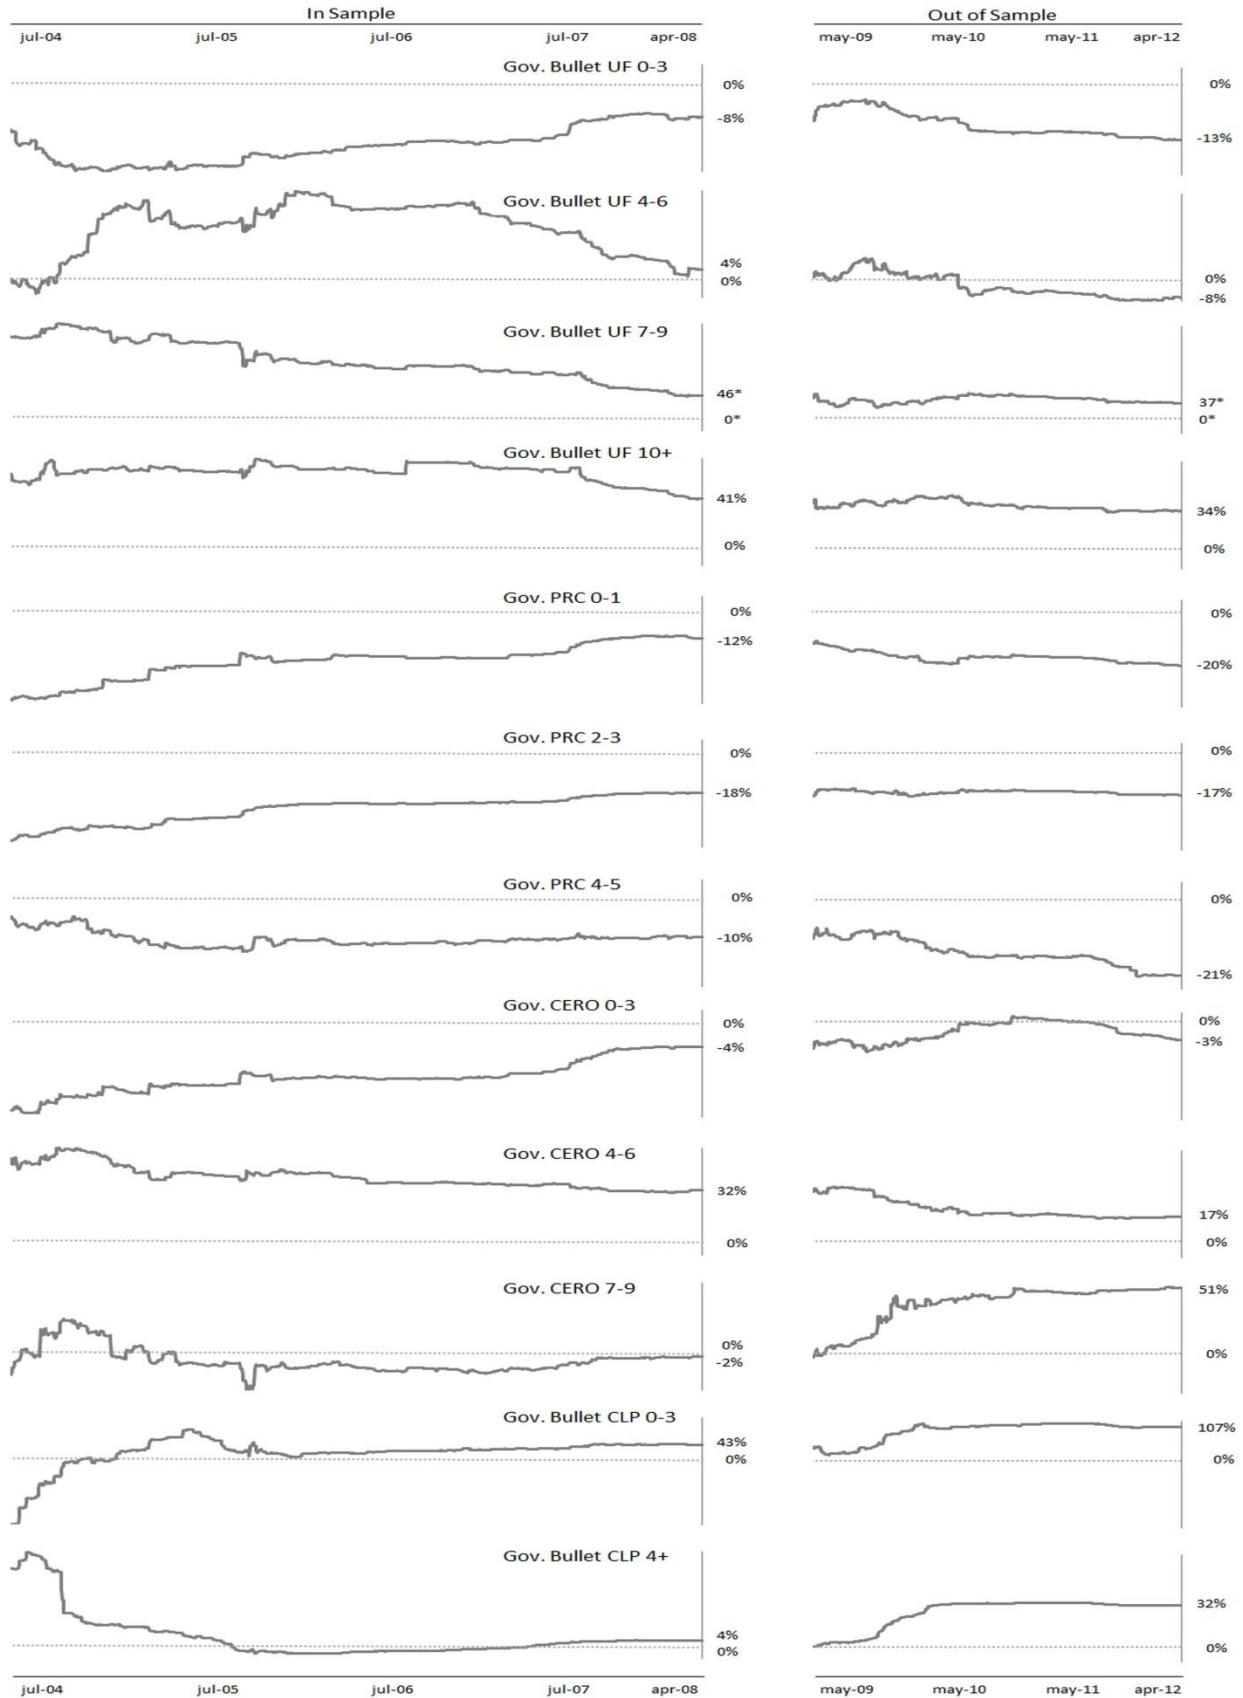 In Sample Out of Sample
jul-04 jul-05 jul-06 jul-07 apr-08 may-09 may-10 may-11 apr-12
Gov. Bullet UF 0-3
0% 0%
-8% -13%
Gov. Bullet UF 4-6
4% 0%
0% -8%
Gov. Bullet UF 7-9
46* 37*
0* 0*
Gov. Bullet UF 10+
41% 34%
0% 0%
Gov. PRC 0-1
0% 0%
-12% -20%
Gov. PRC 2-3
0% 0%
-18% -17%
Gov. PRC 4-5
0% 0%
-10% -21%
Gov. CERO 0-3
0% 0%
-4% -3%
Gov. CERO 4-6
32% 17%
0% 0%
Gov. CERO 7-9
51%
0% 0%
-2%
Gov. Bullet CLP 0-3
43% 107%
0% 0%
Gov. Bullet CLP 4+
32%
4%
0% 0%
jul-04 jul-05 jul-06 jul-07 apr-08 may-09 may-10 may-11 apr-12